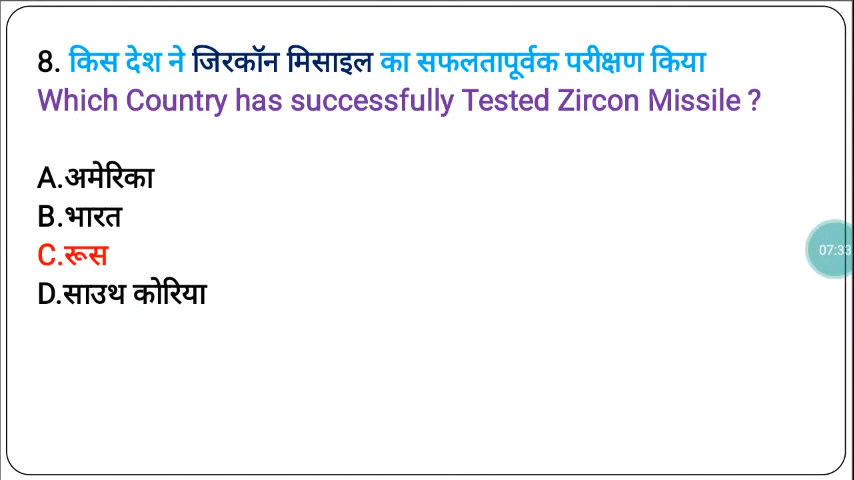 8. किस देश ने जिरकॉन मिसाइल का सफलतापूर्वक परीक्षण किया
Which Country has successfully Tested Zircon Missile ?
A.अमेरिका
B.भारत
C.रूस
07:33
D.साउथ कोरिया